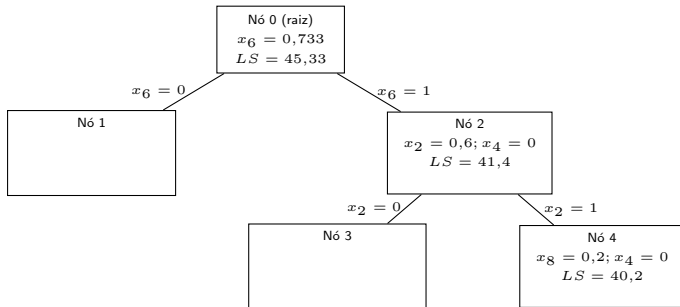 Nó 0 (raiz)
x₆ = 0,733
LS = 45,33
x₆ = 0
x₆ = 1
Nó 1
Nó 2
x₂ = 0,6; x₄ = 0
LS = 41,4
x₂ = 0
x₂ = 1
Nó 3
Nó 4
x₈ = 0,2; x₄ = 0
LS = 40,2